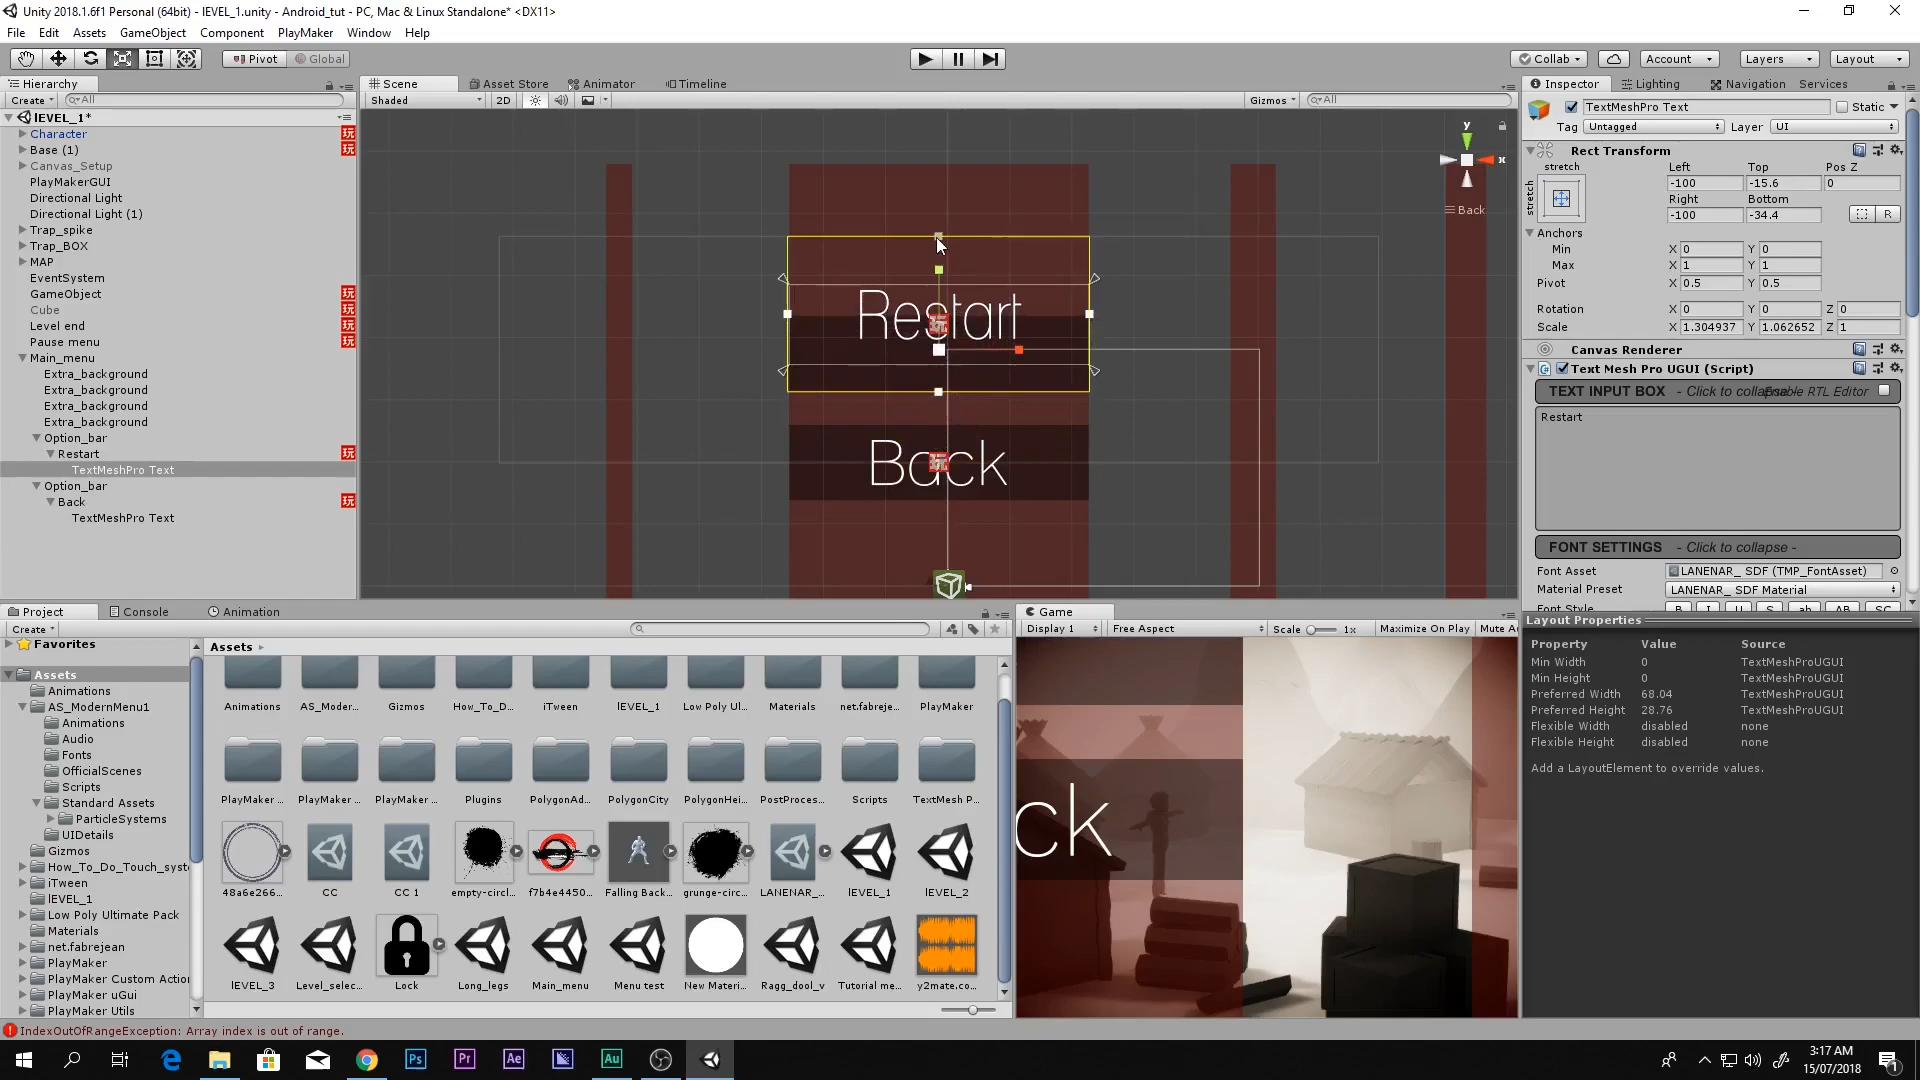 Unity 2018.1.6f1 Personal (64bit) - lEVEL_1.unity - Android_tut - PC, Mac & Linux Standalone* <DX11>
File Edit Assets GameObject Component PlayMaker Window Help
Pivot Global Collab Account Layers Layout
Hierarchy
Create All
lEVEL_1*
Character
Base (1)
Canvas_Setup
PlayMakerGUI
Directional Light
Directional Light (1)
Trap_spike
Trap_BOX
MAP
EventSystem
GameObject
Cube
Level end
Pause menu
Main_menu
Extra_background
Extra_background
Extra_background
Extra_background
Option_bar
Restart
TextMeshPro Text
Option_bar
Back
TextMeshPro Text
Scene Asset Store Animator Timeline
Shaded 2D Gizmos All
y
x
Back
Restart
Back
Inspector Lighting Navigation Services
TextMeshPro Text Static
Tag Untagged Layer UI
Rect Transform
stretch Left Top Pos Z
stretch -100 -15.6 0
Right Bottom
-100 -34.4 R
Anchors
Min X 0 Y 0
Max X 1 Y 1
Pivot X 0.5 Y 0.5
Rotation X 0 Y 0 Z 0
Scale X 1.304937 Y 1.062652 Z 1
Canvas Renderer
Text Mesh Pro UGUI (Script)
TEXT INPUT BOX - Click to collapse - Enable RTL Editor
Restart
FONT SETTINGS - Click to collapse -
Font Asset LANENAR_ SDF (TMP_FontAsset)
Material Preset LANENAR_ SDF Material
Font Style B I U S ab AB SC
Layout Properties
Property Value Source
Min Width 0 TextMeshProUGUI
Min Height 0 TextMeshProUGUI
Preferred Width 68.04 TextMeshProUGUI
Preferred Height 28.76 TextMeshProUGUI
Flexible Width disabled none
Flexible Height disabled none
Add a LayoutElement to override values.
Project Console Animation
Create
Favorites
Assets
Animations
AS_ModernMenu1
Animations
Audio
Fonts
OfficialScenes
Scripts
Standard Assets
ParticleSystems
UIDetails
Gizmos
How_To_Do_Touch_syst
iTween
lEVEL_1
Low Poly Ultimate Pack
Materials
net.fabrejean
PlayMaker
PlayMaker Custom Action
PlayMaker uGui
PlayMaker Utils
Assets
Animations AS_Moder... Gizmos How_To_D... iTween lEVEL_1 Low Poly Ul... Materials net.fabreje... PlayMaker
PlayMaker ... PlayMaker ... PlayMaker ... Plugins PolygonAd... PolygonCity PolygonHei... PostProces... Scripts TextMesh P...
48a6e266... CC CC 1 empty-circl... f7b4e4450... Falling Back... grunge-circ... LANENAR_... lEVEL_1 lEVEL_2
lEVEL_3 Level_selec... Lock Long_legs Main_menu Menu test New Materi... Ragg_dool_v Tutorial me... y2mate.co...
Game
Display 1 Free Aspect Scale 1x Maximize On Play Mute A
ck
IndexOutOfRangeException: Array index is out of range.
Ps Pr Ae Au
3:17 AM
15/07/2018
1